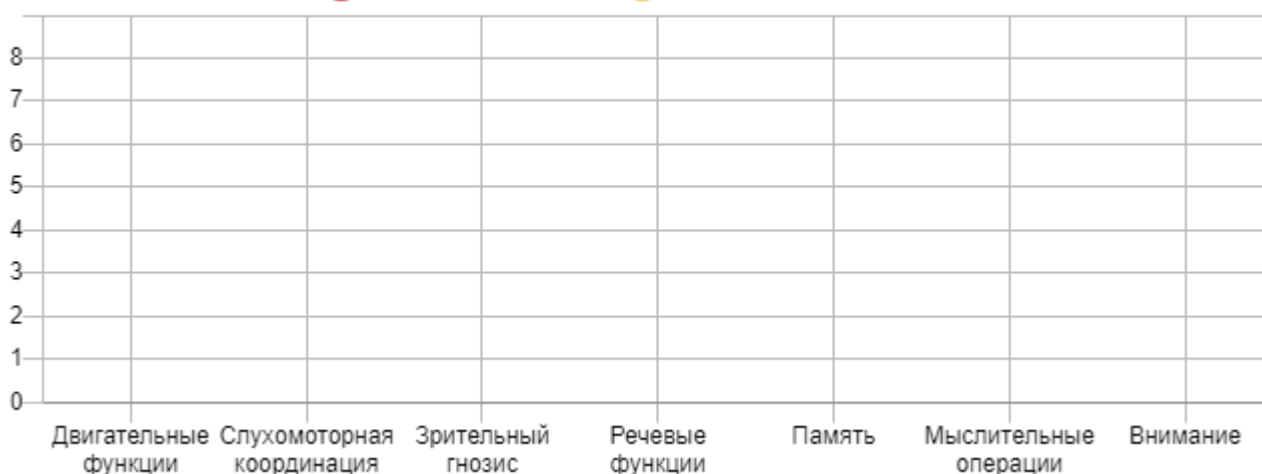 8
7
6
5
4
3
2
1
0
Двигательные функции
Слухомоторная координация
Зрительный гнозис
Речевые функции
Память
Мыслительные операции
Внимание